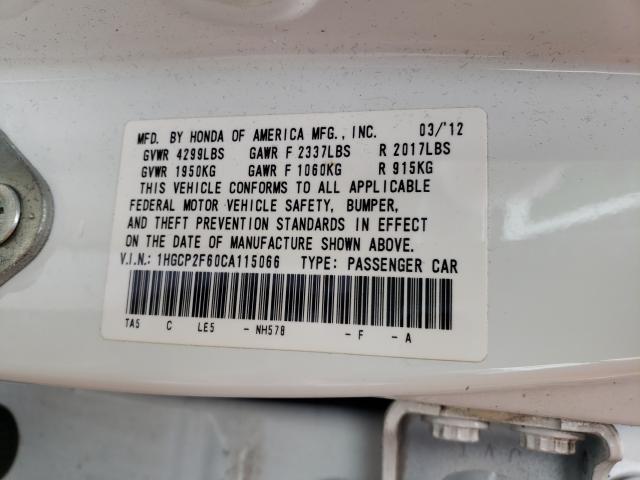 MFD. BY HONDA OF AMERICA MFG., INC. 03/'12
GVWR 4299LBS GAWR F 2337LBS R 2017LBS
GVWR 1950KG GAWR F 1060KG R 915KG
THIS VEHICLE CONFORMS TO ALL APPLICABLE
FEDERAL MOTOR VEHICLE SAFETY, BUMPER,
AND THEFT PREVENTION STANDARDS IN EFFECT
ON THE DATE OF MANUFACTURE SHOWN ABOVE.
V.I.N.: 1HGCP2F60CA115066 TYPE: PASSENGER CAR
TA5 C LE5 - NH578 - F - A